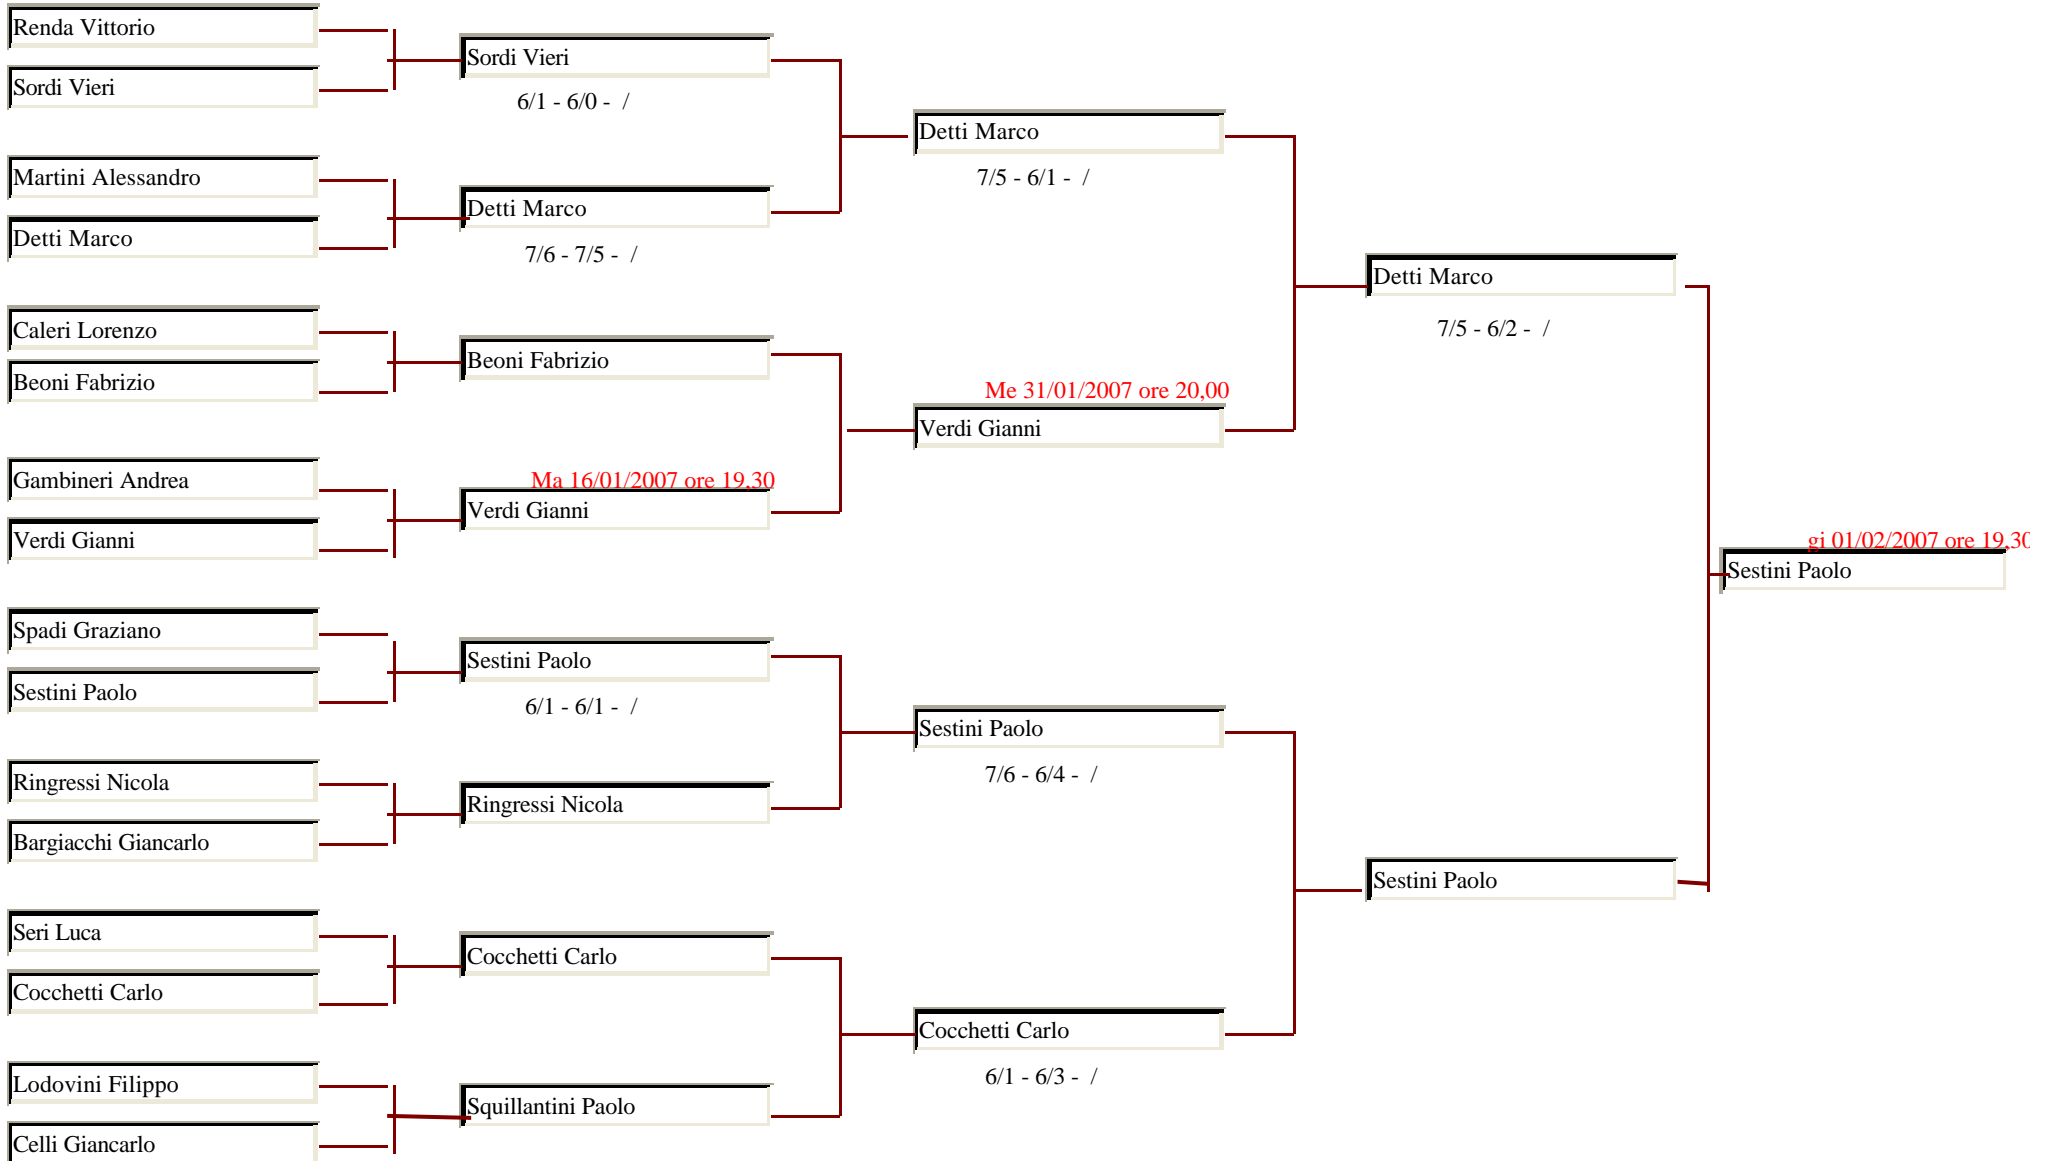 Renda Vittorio
Sordi Vieri
Martini Alessandro
Detti Marco
Caleri Lorenzo
Beoni Fabrizio
Gambineri Andrea
Verdi Gianni
Spadi Graziano
Sestini Paolo
Ringressi Nicola
Bargiacchi Giancarlo
Seri Luca
Cocchetti Carlo
Lodovini Filippo
Celli Giancarlo
Sordi Vieri
6/1 - 6/0 - /
Detti Marco
7/6 - 7/5 - /
Beoni Fabrizio
Ma 16/01/2007 ore 19,30
Verdi Gianni
Sestini Paolo
6/1 - 6/1 - /
Ringressi Nicola
Cocchetti Carlo
Squillantini Paolo
Detti Marco
7/5 - 6/1 - /
Me 31/01/2007 ore 20,00
Verdi Gianni
Sestini Paolo
7/6 - 6/4 - /
Cocchetti Carlo
6/1 - 6/3 - /
Detti Marco
7/5 - 6/2 - /
Sestini Paolo
gi 01/02/2007 ore 19,30
Sestini Paolo